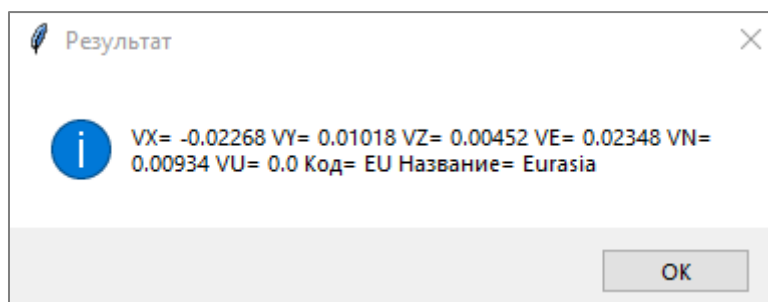 Результат
VX= -0.02268 VY= 0.01018 VZ= 0.00452 VE= 0.02348 VN=
0.00934 VU= 0.0 Код= EU Название= Eurasia
OK